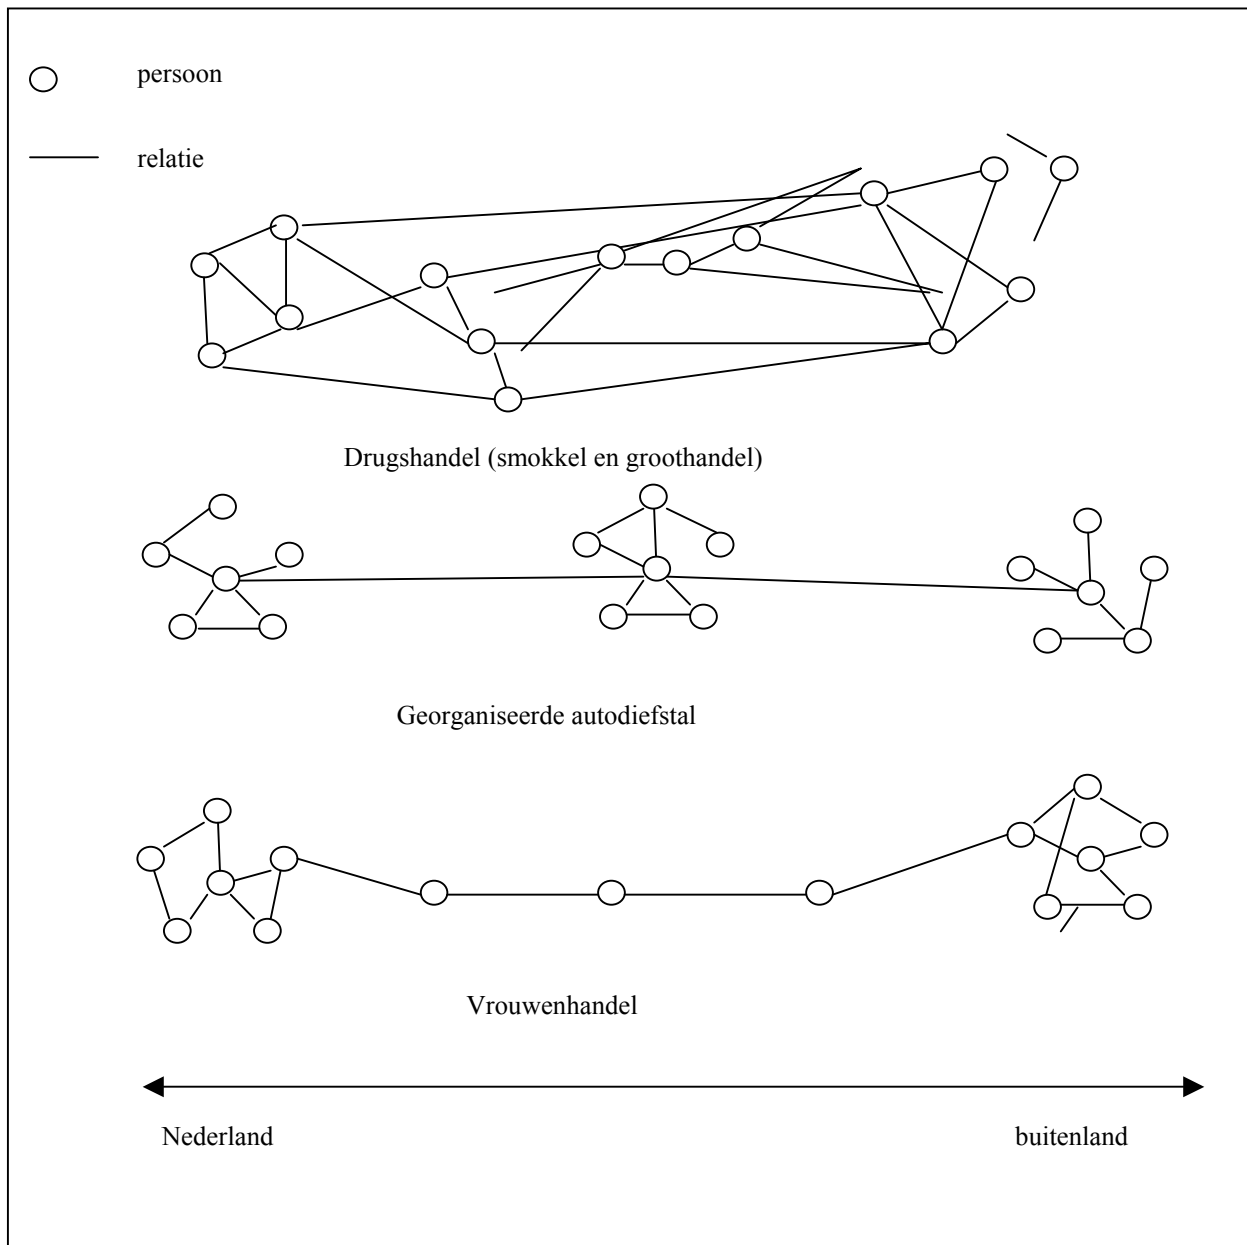 persoon
relatie
Drugshandel (smokkel en groothandel)
Georganiseerde autodiefstal
Vrouwenhandel
Nederland
buitenland